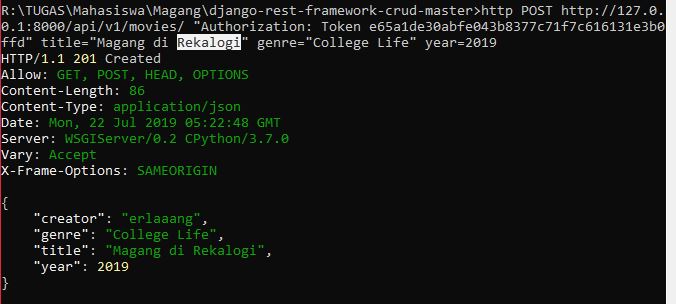 R:\TUGAS\Mahasiswa\Magang\django-rest-framework-crud-master>http POST http://127.0.
0.1:8000/api/v1/movies/ "Authorization: Token e65a1de30abfe043b8377c71f7c616131e3b0
ffd" title="Magang di Rekalogi" genre="College Life" year=2019
HTTP/1.1 201 Created
Allow: GET, POST, HEAD, OPTIONS
Content-Length: 86
Content-Type: application/json
Date: Mon, 22 Jul 2019 05:22:48 GMT
Server: WSGIServer/0.2 CPython/3.7.0
Vary: Accept
X-Frame-Options: SAMEORIGIN
{
    "creator": "erlaaang",
    "genre": "College Life",
    "title": "Magang di Rekalogi",
    "year": 2019
}